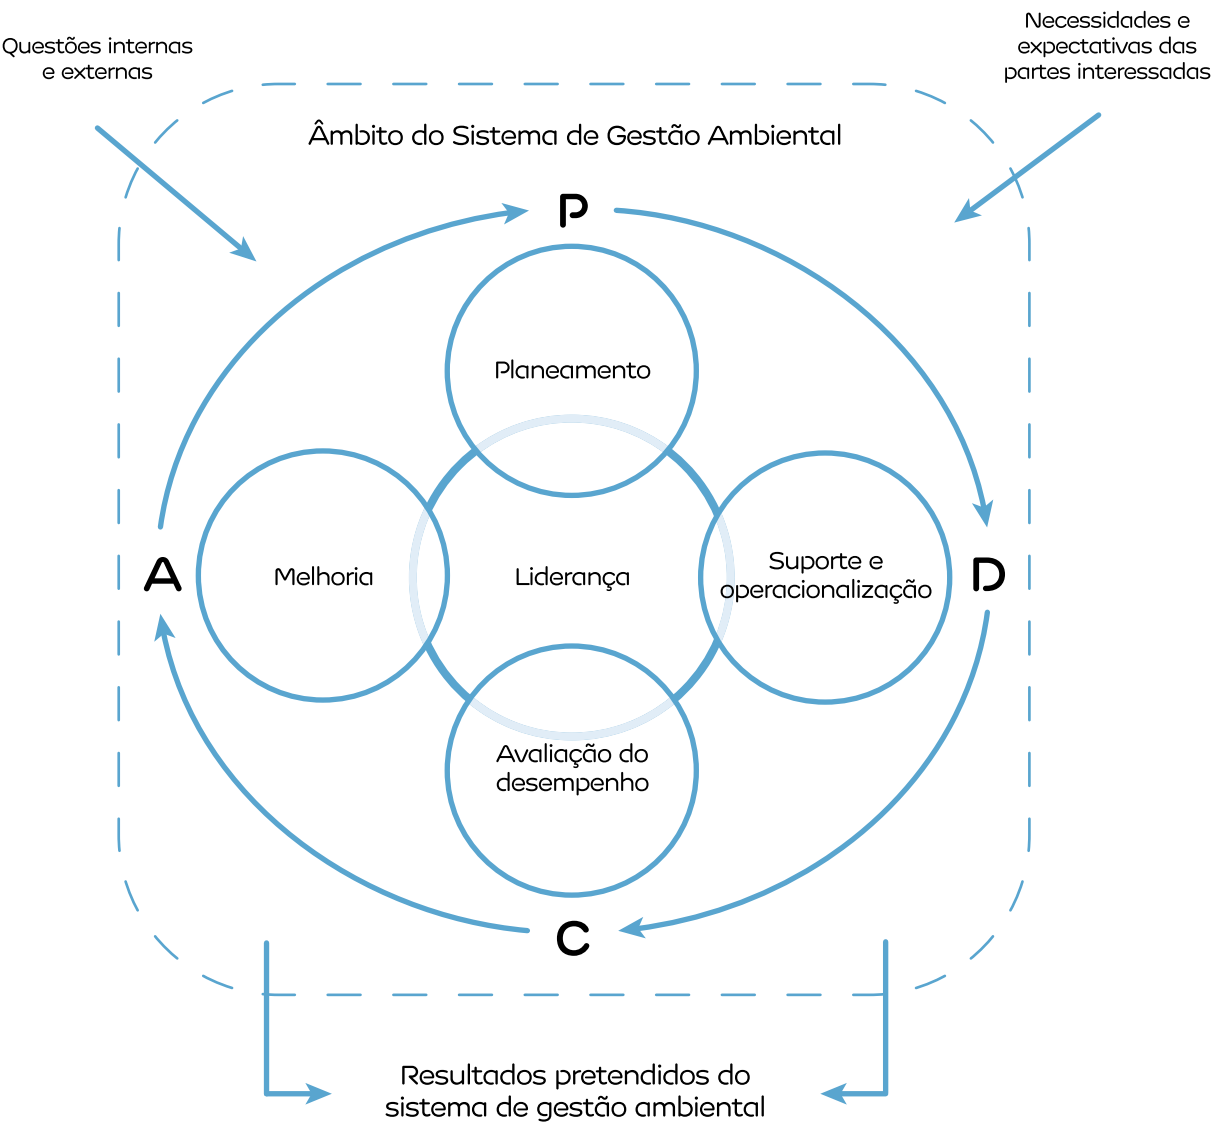 Questões internas
e externas
Necessidades e
expectativas das
partes interessadas
Âmbito do Sistema de Gestão Ambiental
P
Planeamento
A
Melhoria
Liderança
Suporte e
operacionalização
D
Avaliação do
desempenho
C
Resultados pretendidos do
sistema de gestão ambiental